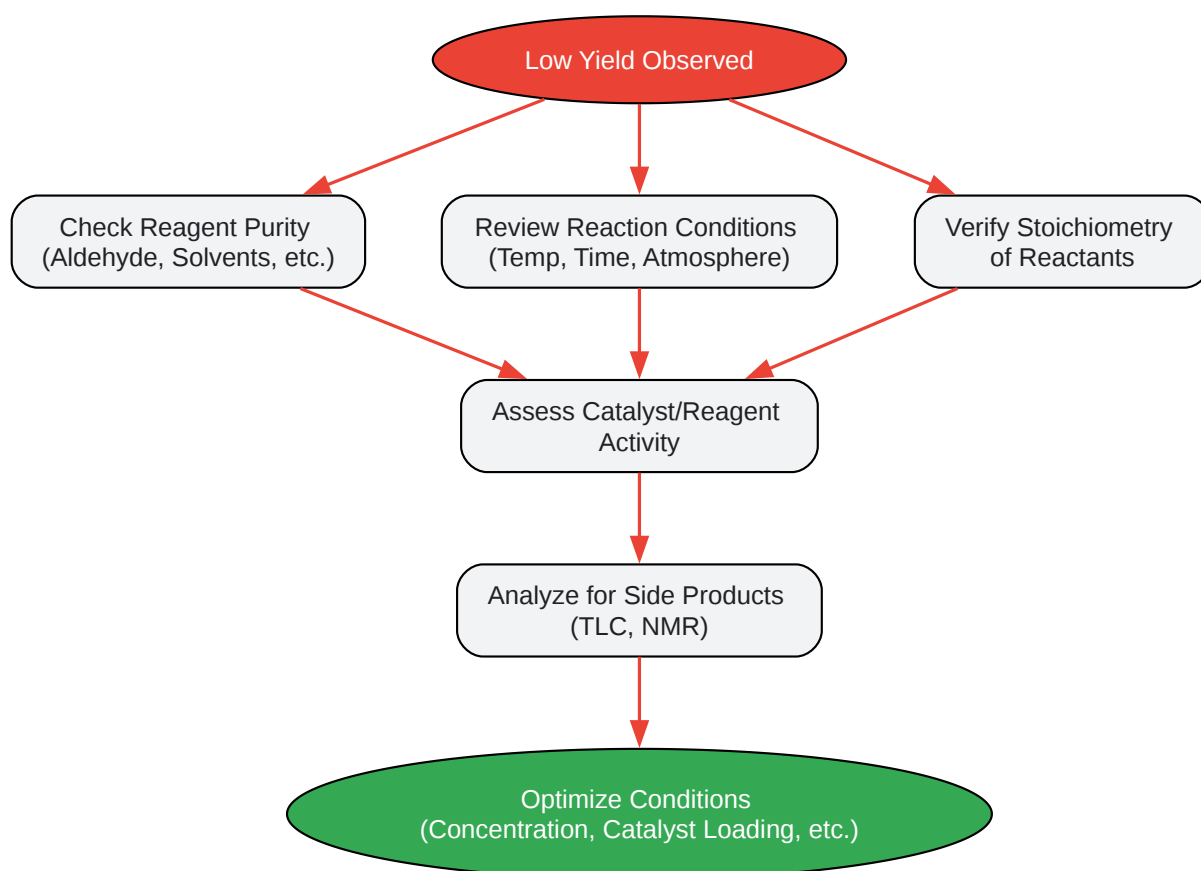 Low Yield Observed
Check Reagent Purity
(Aldehyde, Solvents, etc.)
Review Reaction Conditions
(Temp, Time, Atmosphere)
Verify Stoichiometry
of Reactants
Assess Catalyst/Reagent
Activity
Analyze for Side Products
(TLC, NMR)
Optimize Conditions
(Concentration, Catalyst Loading, etc.)